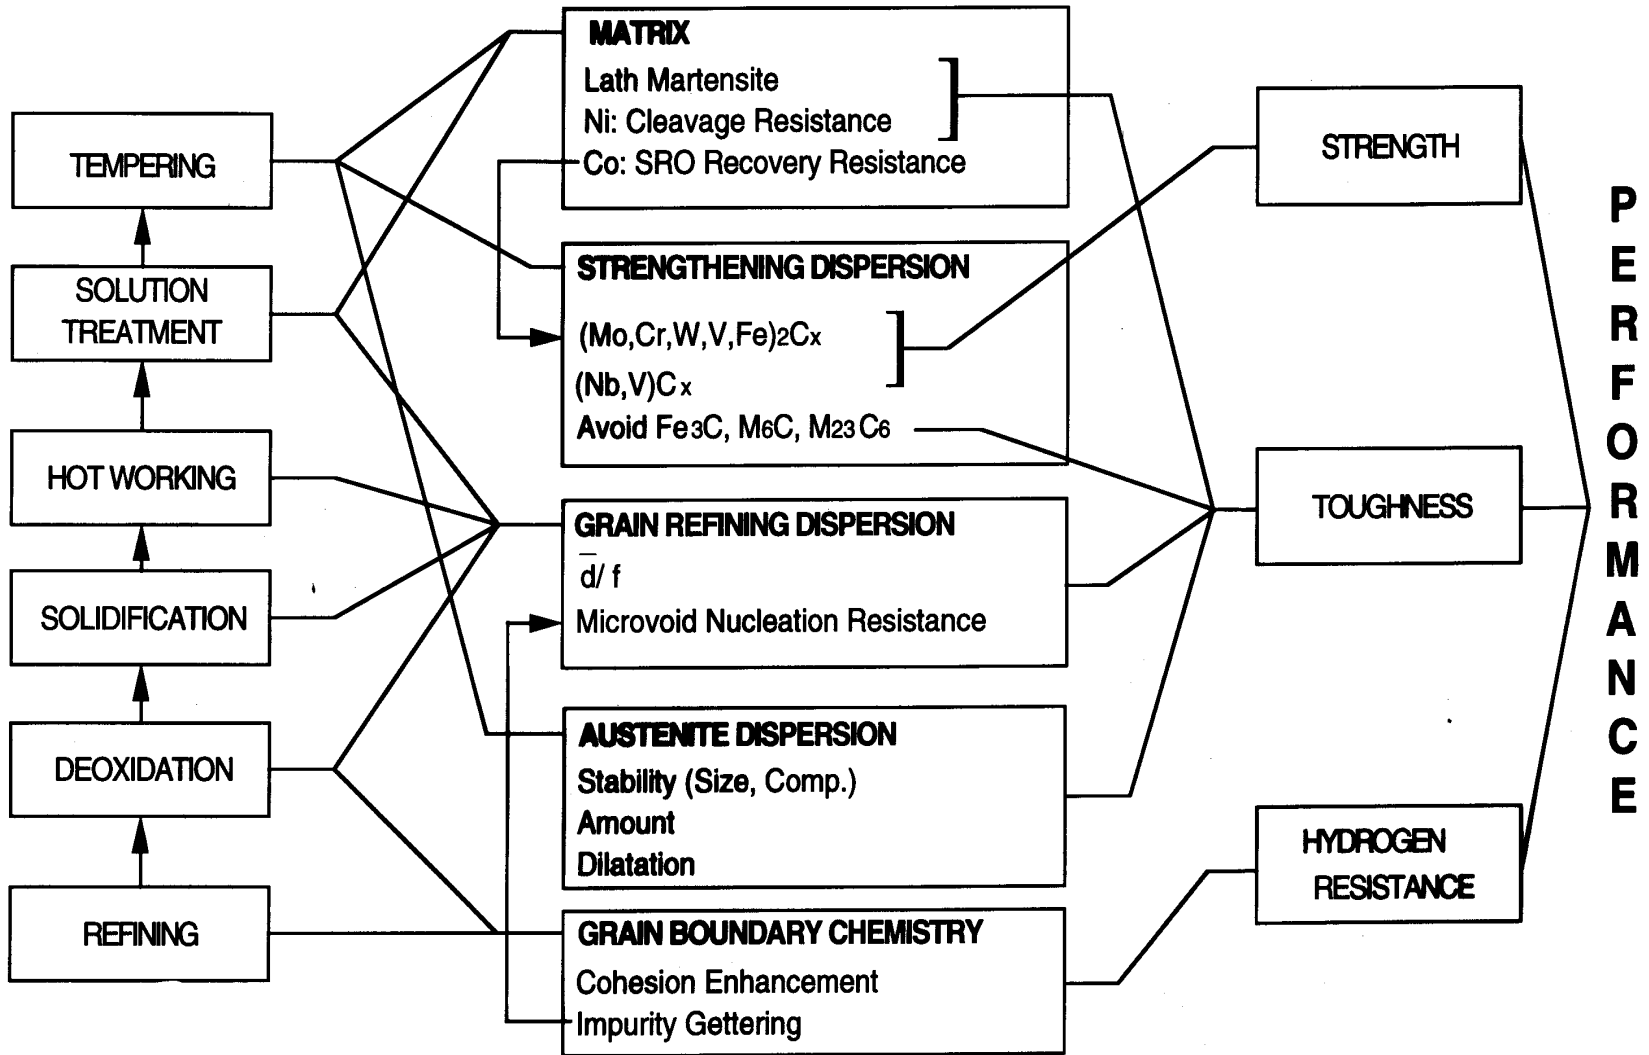 TEMPERING
SOLUTION
TREATMENT
HOT WORKING
SOLIDIFICATION
DEOXIDATION
REFINING
MATRIX
Lath Martensite
Ni: Cleavage Resistance
Co: SRO Recovery Resistance
STRENGTHENING DISPERSION
(Mo,Cr,W,V,Fe)2Cx
(Nb,V)Cx
Avoid Fe3C, M6C, M23C6
GRAIN REFINING DISPERSION
d̅/ f
Microvoid Nucleation Resistance
AUSTENITE DISPERSION
Stability (Size, Comp.)
Amount
Dilatation
GRAIN BOUNDARY CHEMISTRY
Cohesion Enhancement
Impurity Gettering
STRENGTH
TOUGHNESS
HYDROGEN
RESISTANCE
PERFORMANCE